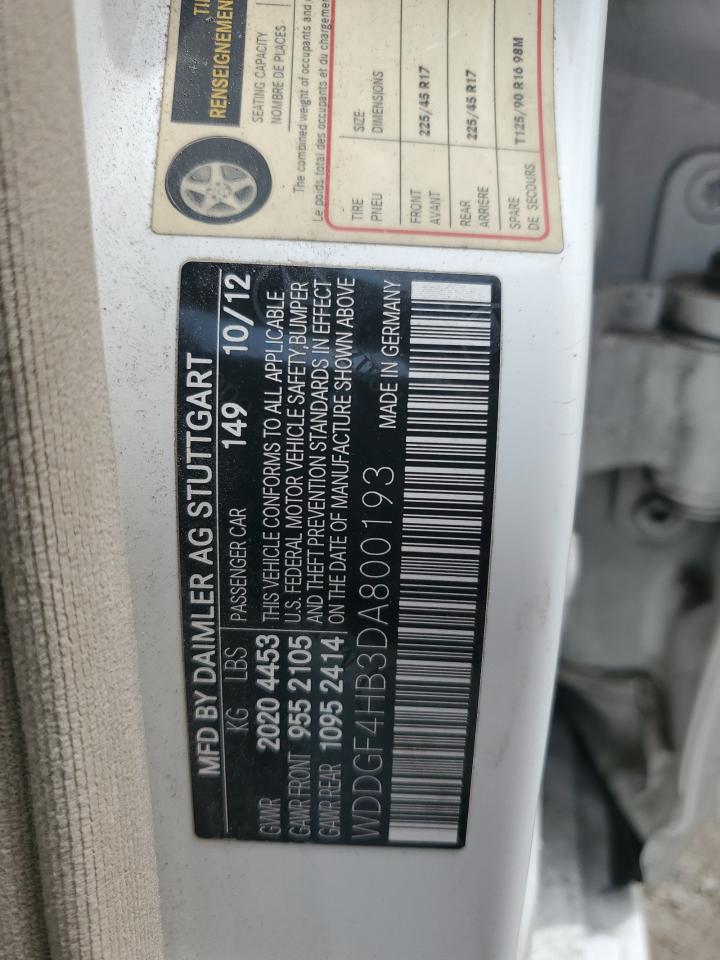 TI
RENSEIGNEMENT
SEATING CAPACITY
NOMBRE DE PLACES
The combined weight of occupants and
Le poids total des occupants et du chargement
TIRE SIZE
PNEU DIMENSIONS
FRONT 225/45 R17
AVANT
REAR 225/45 R17
ARRIÈRE
SPARE T125/90 R16 98M
DE SECOURS
MFD BY DAIMLER AG STUTTGART
KG LBS PASSENGER CAR 149 10/12
GVWR 2020 4453 THIS VEHICLE CONFORMS TO ALL APPLICABLE
GAWR FRONT 955 2105 U.S. FEDERAL MOTOR VEHICLE SAFETY,BUMPER
GAWR REAR 1095 2414 AND THEFT PREVENTION STANDARDS IN EFFECT
ON THE DATE OF MANUFACTURE SHOWN ABOVE
WDDGF4HB3DA800193 MADE IN GERMANY